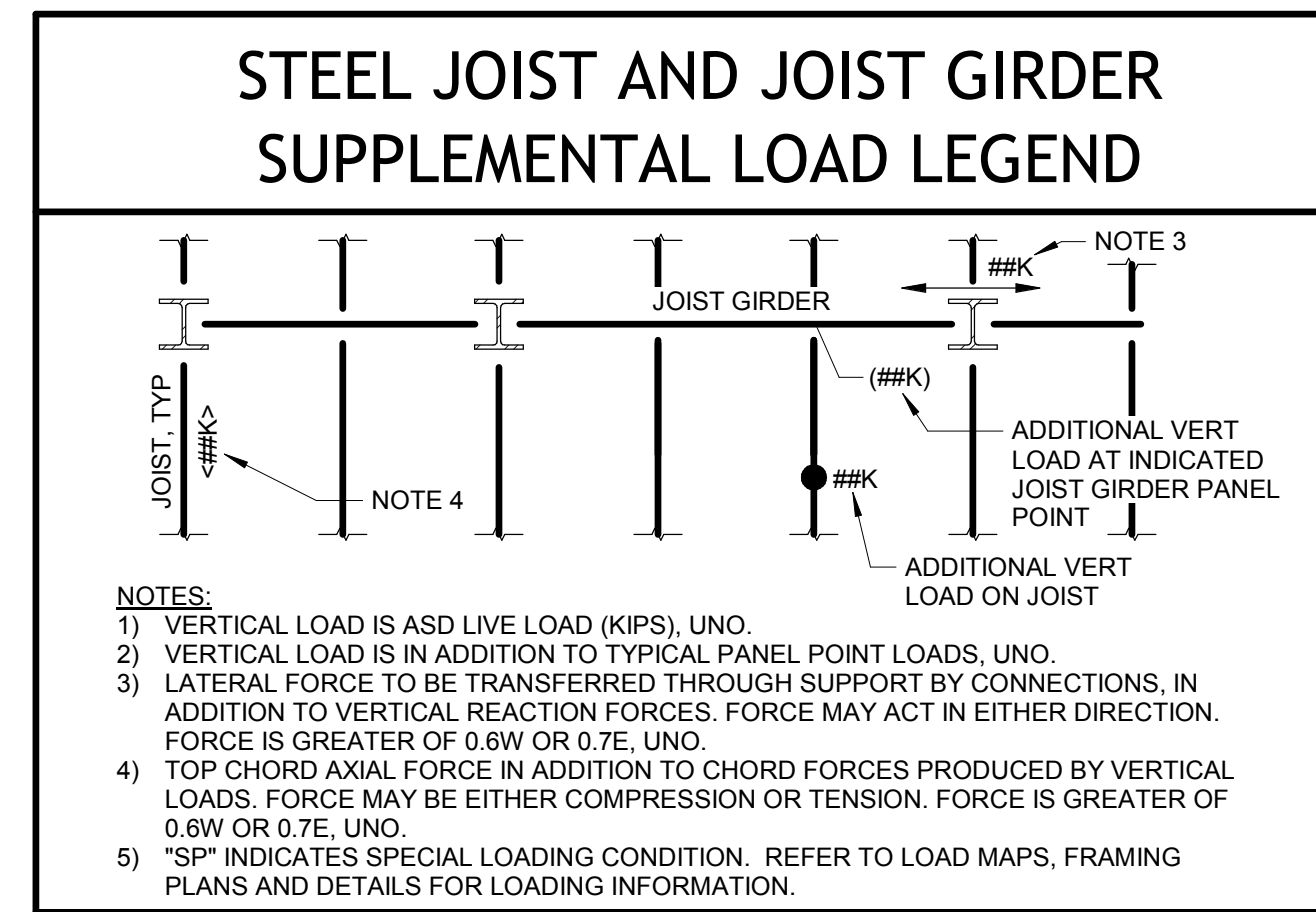 STEEL JOIST AND JOIST GIRDER
SUPPLEMENTAL LOAD LEGEND
NOTE 3
##K
JOIST GIRDER
(##K)
JOIST, TYP
<##K>
NOTE 4
ADDITIONAL VERT
LOAD AT INDICATED
JOIST GIRDER PANEL
POINT
##K
ADDITIONAL VERT
LOAD ON JOIST
NOTES:
1) VERTICAL LOAD IS ASD LIVE LOAD (KIPS), UNO.
2) VERTICAL LOAD IS IN ADDITION TO TYPICAL PANEL POINT LOADS, UNO.
3) LATERAL FORCE TO BE TRANSFERRED THROUGH SUPPORT BY CONNECTIONS, IN
ADDITION TO VERTICAL REACTION FORCES. FORCE MAY ACT IN EITHER DIRECTION.
FORCE IS GREATER OF 0.6W OR 0.7E, UNO.
4) TOP CHORD AXIAL FORCE IN ADDITION TO CHORD FORCES PRODUCED BY VERTICAL
LOADS. FORCE MAY BE EITHER COMPRESSION OR TENSION. FORCE IS GREATER OF
0.6W OR 0.7E, UNO.
5) "SP" INDICATES SPECIAL LOADING CONDITION. REFER TO LOAD MAPS, FRAMING
PLANS AND DETAILS FOR LOADING INFORMATION.